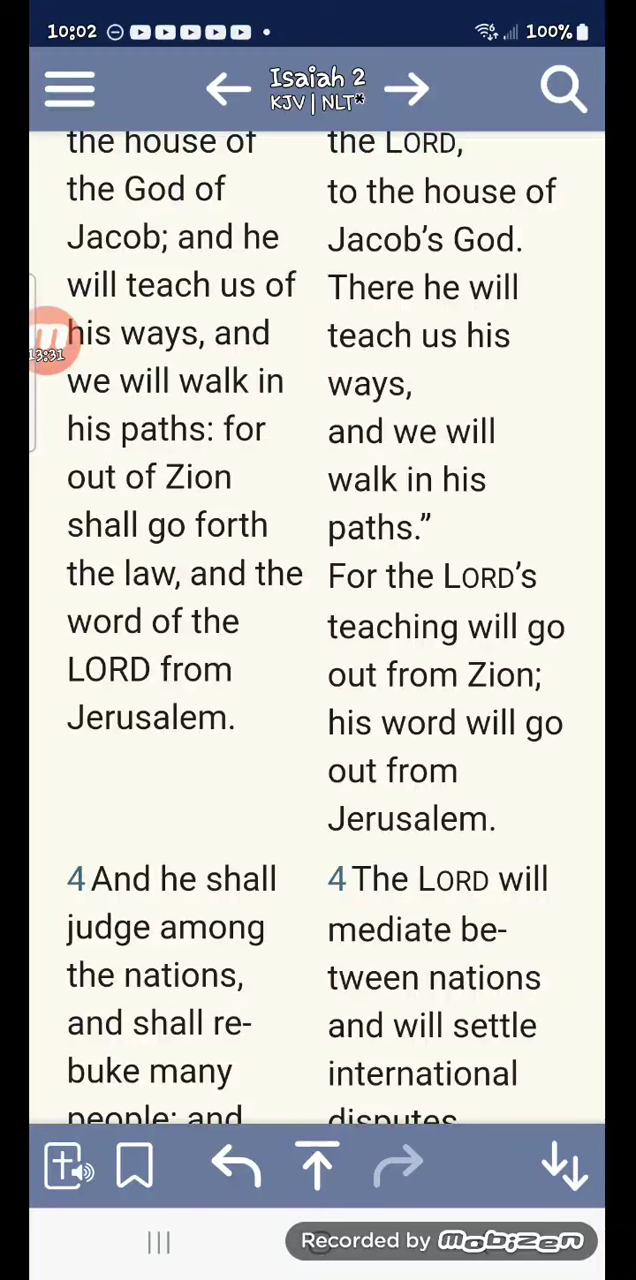 10:02
100%
Isaiah 2
KJV | NLT*
the house of
the God of
Jacob; and he
will teach us of
his ways, and
we will walk in
his paths: for
out of Zion
shall go forth
the law, and the
word of the
LORD from
Jerusalem.
4 And he shall
judge among
the nations,
and shall re-
buke many
people: and
the LORD,
to the house of
Jacob’s God.
There he will
teach us his
ways,
and we will
walk in his
paths.”
For the LORD’s
teaching will go
out from Zion;
his word will go
out from
Jerusalem.
4 The LORD will
mediate be-
tween nations
and will settle
international
disputes
13:31
Recorded by mobizen